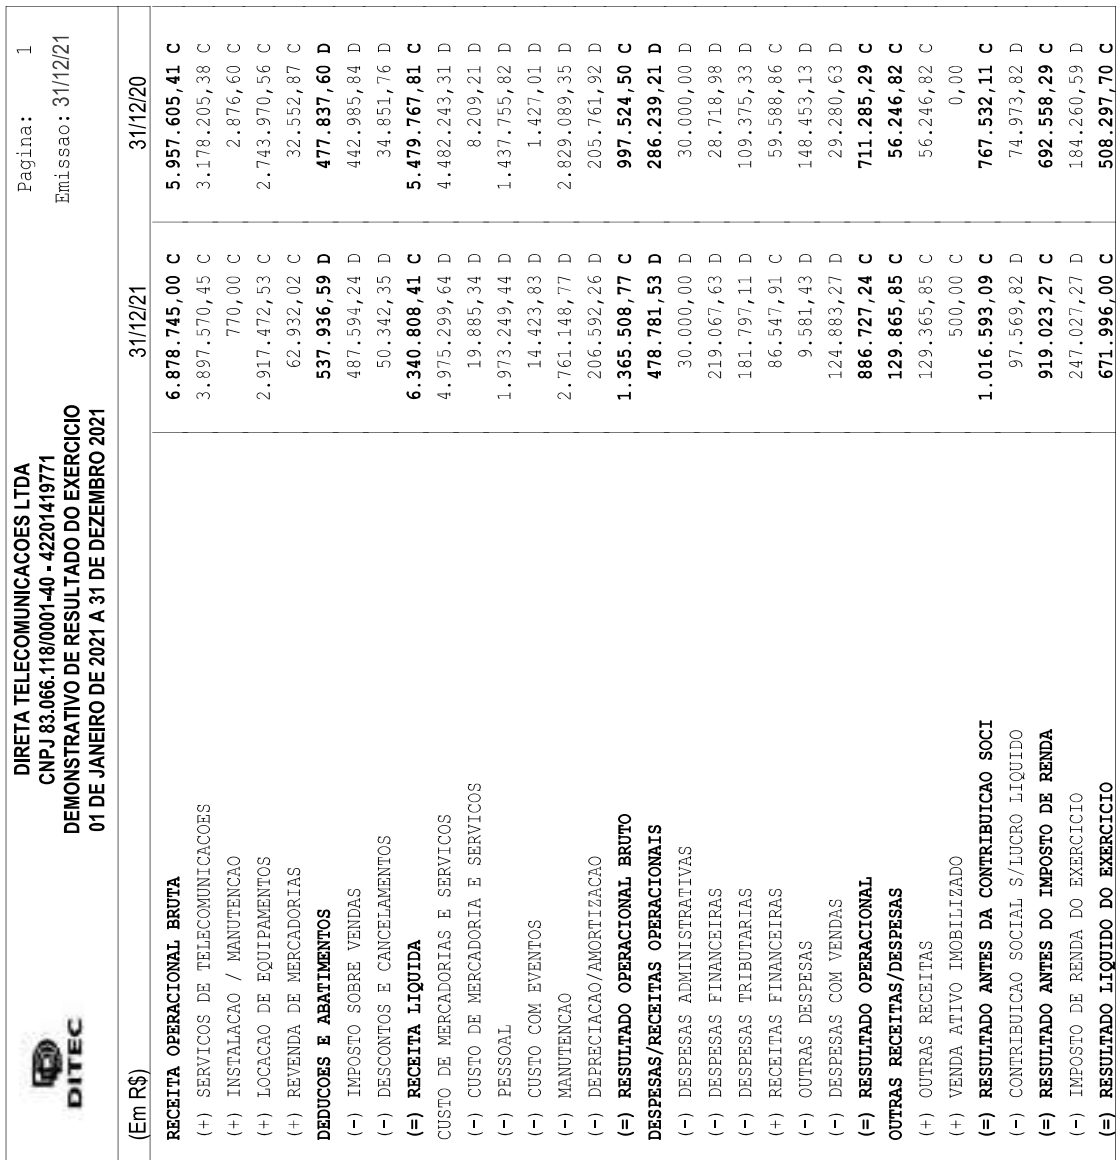 DITEC
DIRETA TELECOMUNICACOES LTDA
CNPJ 83.066.118/0001-40 - 42201419771
DEMONSTRATIVO DE RESULTADO DO EXERCICIO
01 DE JANEIRO DE 2021 A 31 DE DEZEMBRO 2021
Pagina: 1
Emissao: 31/12/21
(Em R$) 31/12/21 31/12/20
RECEITA OPERACIONAL BRUTA 6.878.745,00 C 5.957.605,41 C
(+) SERVICOS DE TELECOMUNICACOES 3.897.570,45 C 3.178.205,38 C
(+) INSTALACAO / MANUTENCAO 770,00 C 2.876,60 C
(+) LOCACAO DE EQUIPAMENTOS 2.917.472,53 C 2.743.970,56 C
(+) REVENDA DE MERCADORIAS 62.932,02 C 32.552,87 C
DEDUCOES E ABATIMENTOS 537.936,59 D 477.837,60 D
(-) IMPOSTO SOBRE VENDAS 487.594,24 D 442.985,84 D
(-) DESCONTOS E CANCELAMENTOS 50.342,35 D 34.851,76 D
(=) RECEITA LIQUIDA 6.340.808,41 C 5.479.767,81 C
CUSTO DE MERCADORIAS E SERVICOS 4.975.299,64 D 4.482.243,31 D
(-) CUSTO DE MERCADORIA E SERVICOS 19.885,34 D 8.209,21 D
(-) PESSOAL 1.973.249,44 D 1.437.755,82 D
(-) CUSTO COM EVENTOS 14.423,83 D 1.427,01 D
(-) MANUTENCAO 2.761.148,77 D 2.829.089,35 D
(-) DEPRECIACAO/AMORTIZACAO 206.592,26 D 205.761,92 D
(=) RESULTADO OPERACIONAL BRUTO 1.365.508,77 C 997.524,50 C
DESPESAS/RECEITAS OPERACIONAIS 478.781,53 D 286.239,21 D
(-) DESPESAS ADMINISTRATIVAS 30.000,00 D 30.000,00 D
(-) DESPESAS FINANCEIRAS 219.067,63 D 28.718,98 D
(-) DESPESAS TRIBUTARIAS 181.797,11 D 109.375,33 D
(+) RECEITAS FINANCEIRAS 86.547,91 C 59.588,86 C
(-) OUTRAS DESPESAS 9.581,43 D 148.453,13 D
(-) DESPESAS COM VENDAS 124.883,27 D 29.280,63 D
(=) RESULTADO OPERACIONAL 886.727,24 C 711.285,29 C
OUTRAS RECEITAS/DESPESAS 129.865,85 C 56.246,82 C
(+) OUTRAS RECEITAS 129.365,85 C 56.246,82 C
(+) VENDA ATIVO IMOBILIZADO 500,00 C 0,00
(=) RESULTADO ANTES DA CONTRIBUICAO SOCI 1.016.593,09 C 767.532,11 C
(-) CONTRIBUICAO SOCIAL S/LUCRO LIQUIDO 97.569,82 D 74.973,82 D
(=) RESULTADO ANTES DO IMPOSTO DE RENDA 919.023,27 C 692.558,29 C
(-) IMPOSTO DE RENDA DO EXERCICIO 247.027,27 D 184.260,59 D
(=) RESULTADO LIQUIDO DO EXERCICIO 671.996,00 C 508.297,70 C